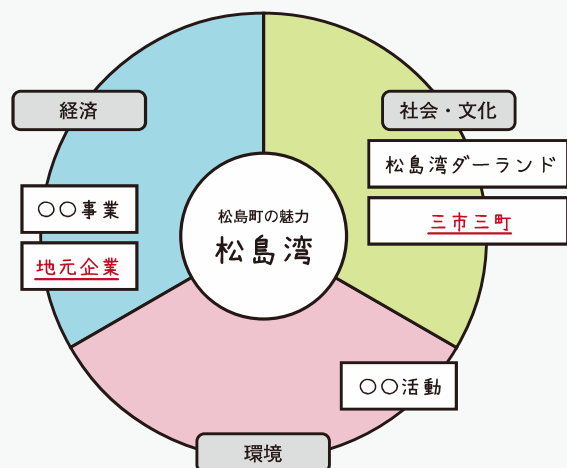 経済
社会・文化
松島湾ダーランド
三市三町
〇〇事業
地元企業
松島町の魅力
松島湾
〇〇活動
環境